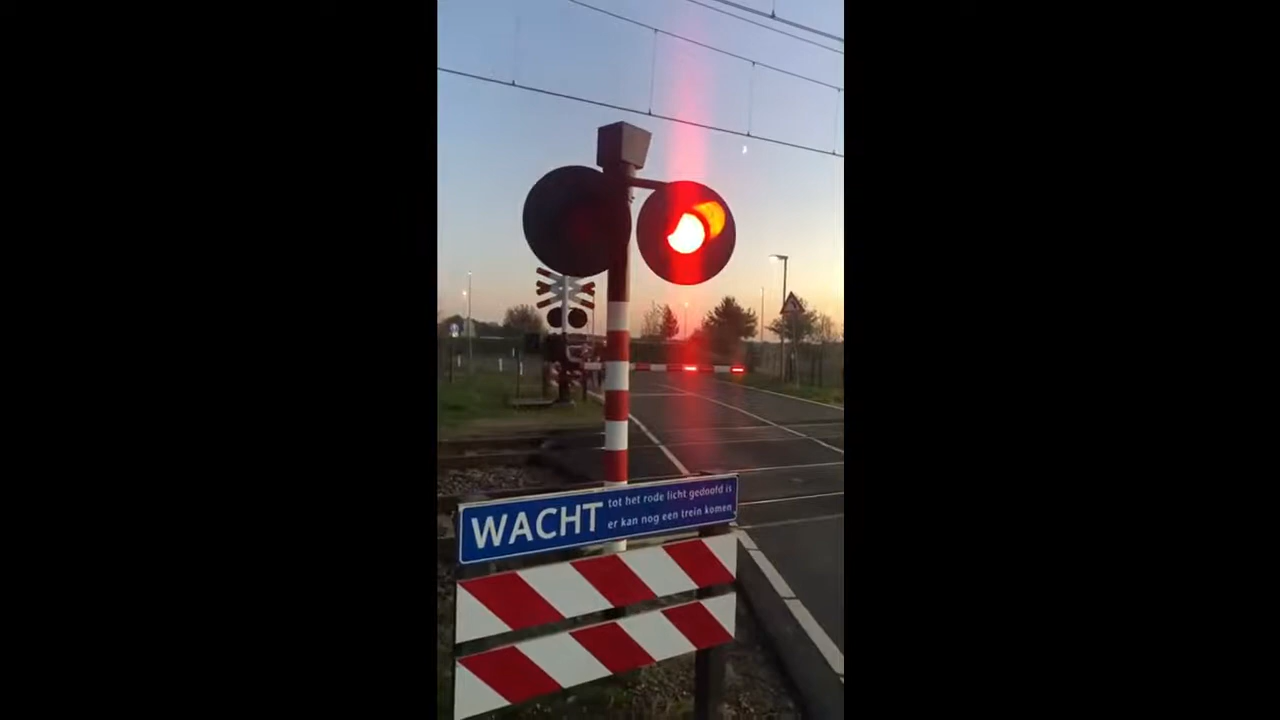 WACHT
tot het rode licht gedoofd is
er kan nog een trein komen